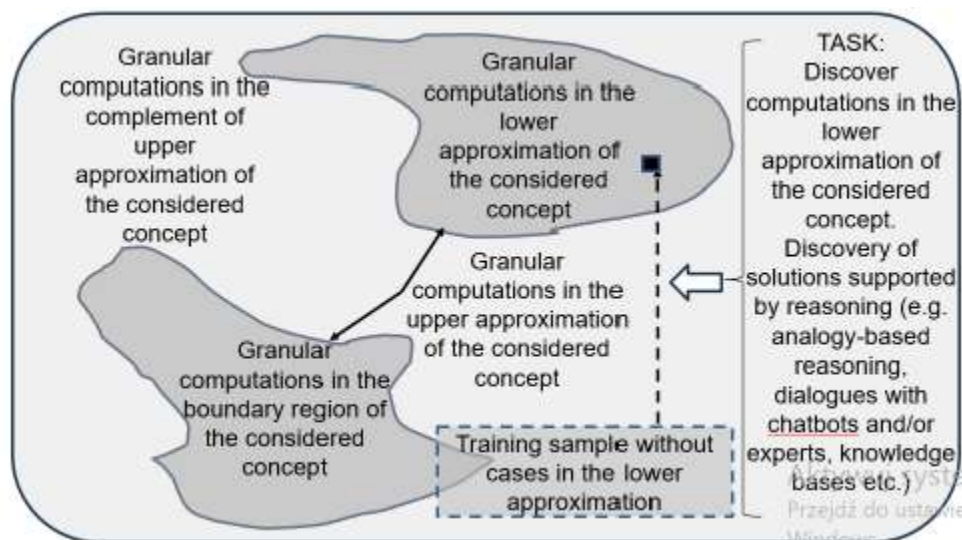 Granular
computations in the
complement of
upper
approximation of
the considered
concept
Granular
computations in the
lower
approximation of
the considered
concept
Granular
computations in the
upper approximation
of the considered
concept
Granular
computations in the
boundary region of
the considered
concept
Training sample without
cases in the lower
approximation
TASK:
Discover
computations in the
lower
approximation of
the considered
concept.
Discovery of
solutions supported
by reasoning (e.g.
analogy-based
reasoning,
dialogues with
chatbots and/or
experts, knowledge
bases etc.)
Aktywuj syste
Przejdź do ustawie
Windows